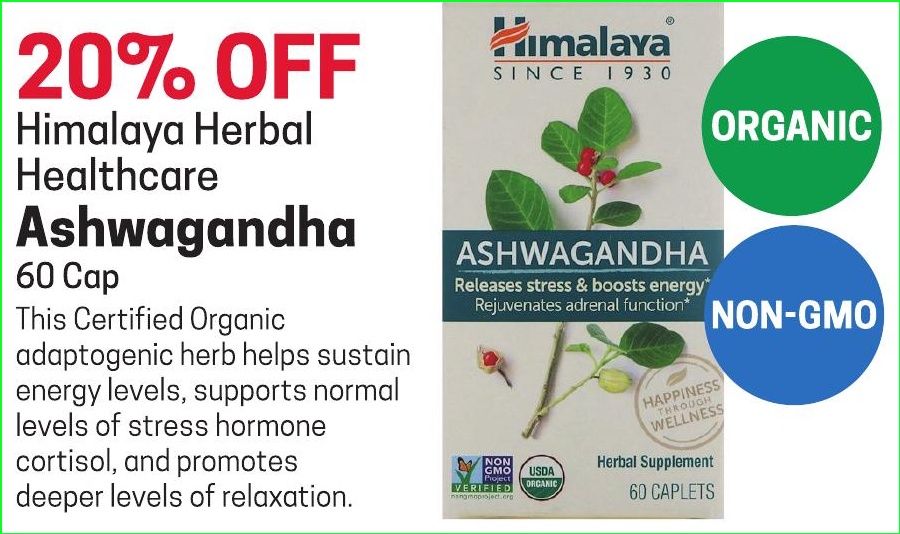 20% OFF
Himalaya Herbal
Healthcare
Ashwagandha
60 Cap
This Certified Organic
adaptogenic herb helps sustain
energy levels, supports normal
levels of stress hormone
cortisol, and promotes
deeper levels of relaxation.
Himalaya®
SINCE 1930
ASHWAGANDHA
Releases stress & boosts energy*
Rejuvenates adrenal function*
HAPPINESS
THROUGH
WELLNESS
NON
GMO
Project
VERIFIED
nongmoproject.org
USDA
ORGANIC
Herbal Supplement
60 CAPLETS
ORGANIC
NON-GMO